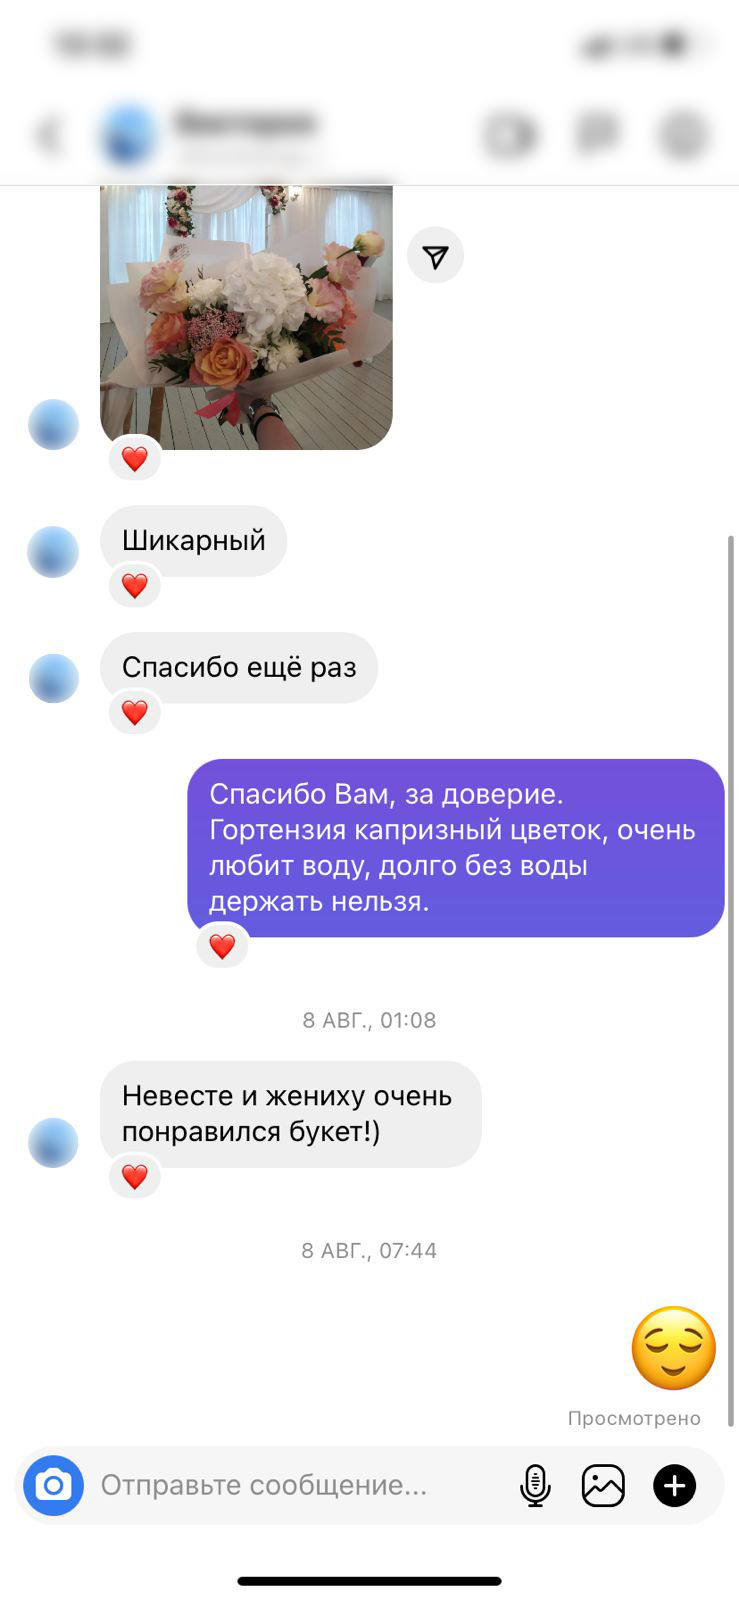 Шикарный
Спасибо ещё раз
Спасибо Вам, за доверие.
Гортензия капризный цветок, очень
любит воду, долго без воды
держать нельзя.
8 АВГ., 01:08
Невесте и жениху очень
понравился букет!)
8 АВГ., 07:44
Просмотрено
Отправьте сообщение...